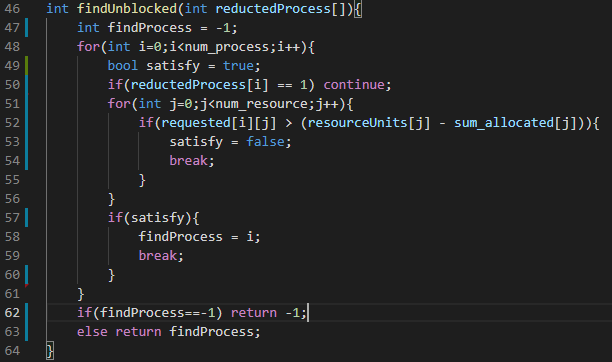 46 int findUnblocked(int reductedProcess[]){
47     int findProcess = -1;
48     for(int i=0;i<num_process;i++){
49         bool satisfy = true;
50         if(reductedProcess[i] == 1) continue;
51         for(int j=0;j<num_resource;j++){
52             if(requested[i][j] > (resourceUnits[j] - sum_allocated[j])){
53                 satisfy = false;
54                 break;
55             }
56         }
57         if(satisfy){
58             findProcess = i;
59             break;
60         }
61     }
62     if(findProcess==-1) return -1;
63     else return findProcess;
64 }